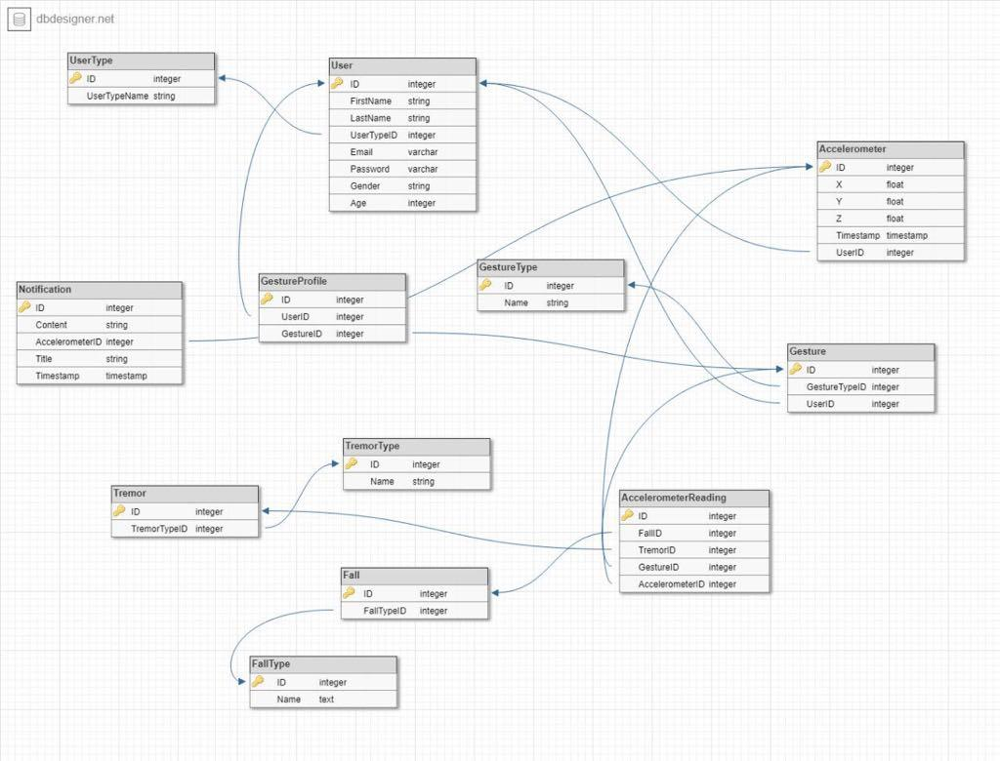 dbdesigner.net
UserType
ID integer
UserTypeName string
User
ID integer
FirstName string
LastName string
UserTypeID integer
Email varchar
Password varchar
Gender string
Age integer
Accelerometer
ID integer
X float
Y float
Z float
Timestamp timestamp
UserID integer
Notification
ID integer
Content string
AccelerometerID integer
Title string
Timestamp timestamp
GestureProfile
ID integer
UserID integer
GestureID integer
GestureType
ID integer
Name string
Gesture
ID integer
GestureTypeID integer
UserID integer
TremorType
ID integer
Name string
Tremor
ID integer
TremorTypeID integer
AccelerometerReading
ID integer
FallID integer
TremorID integer
GestureID integer
AccelerometerID integer
Fall
ID integer
FallTypeID integer
FallType
ID integer
Name text